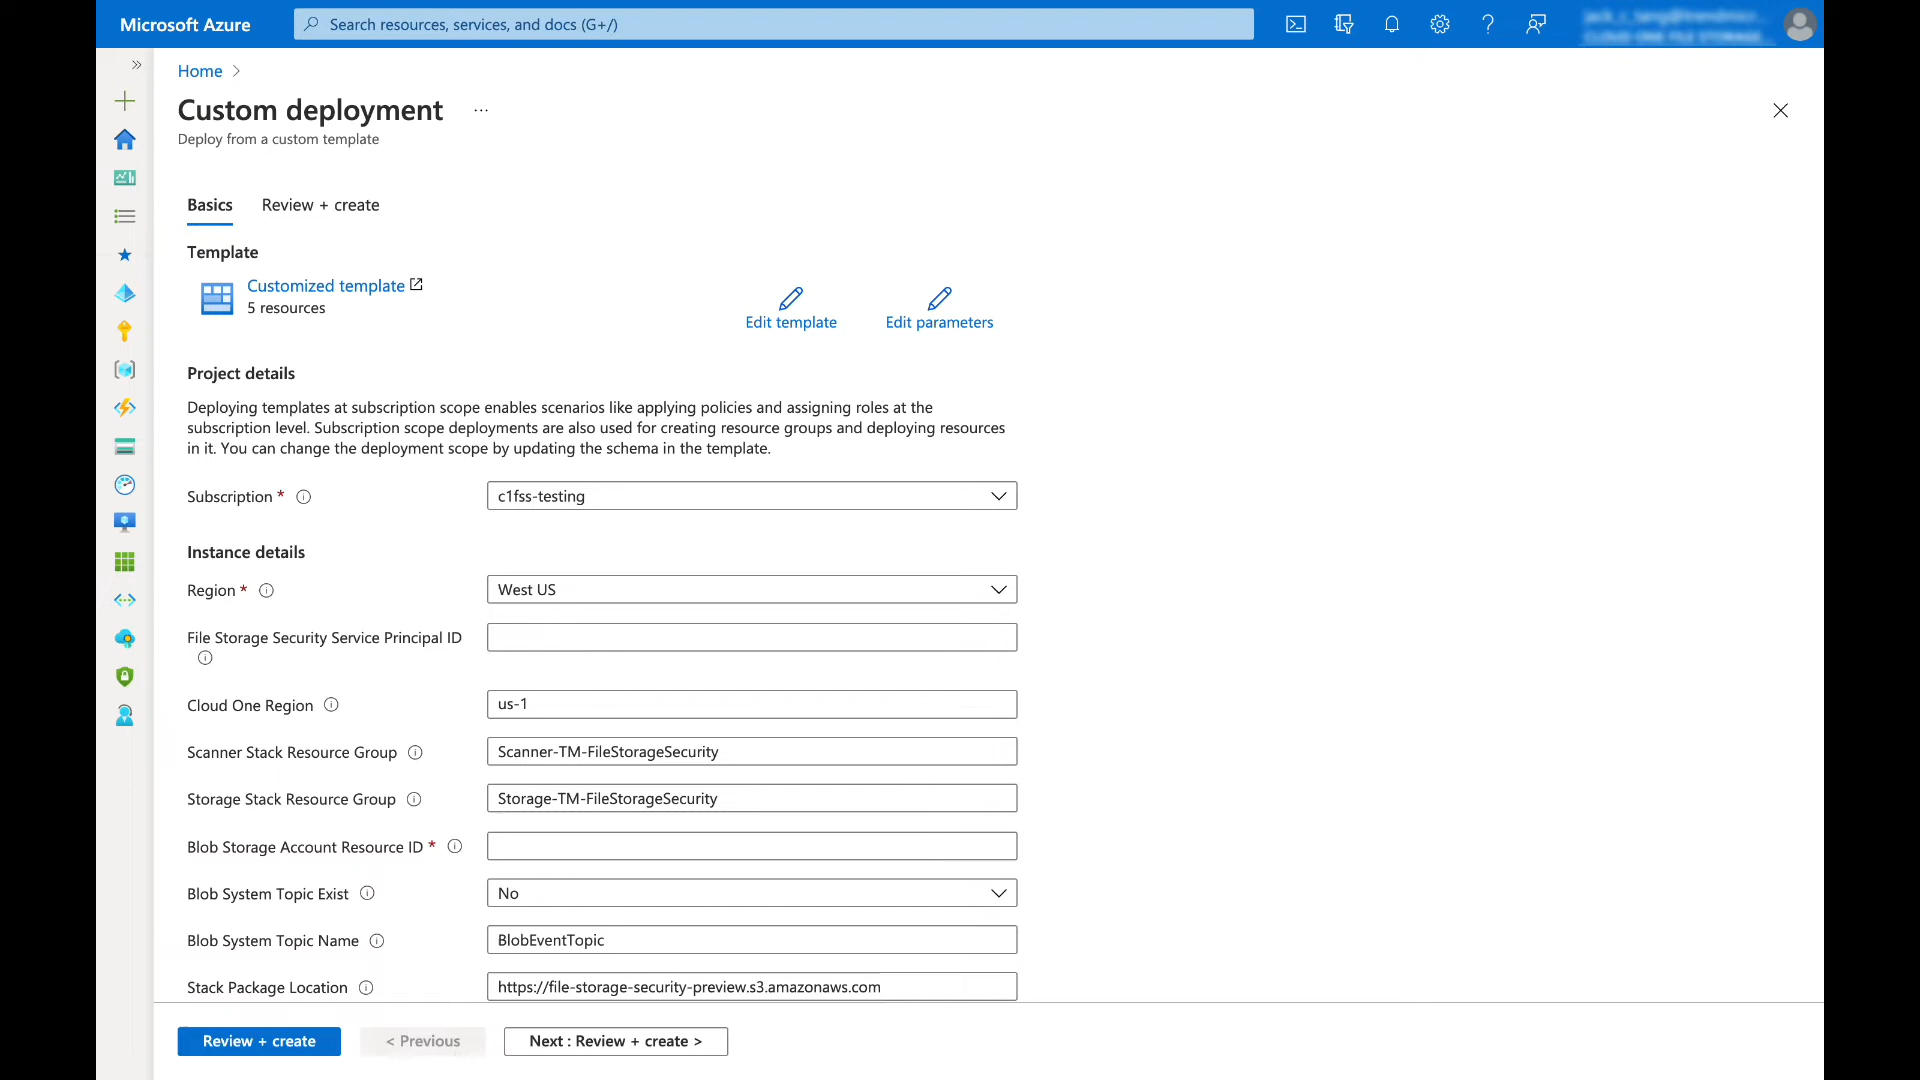 Microsoft Azure
Search resources, services, and docs (G+/)
Home
Custom deployment
...
Deploy from a custom template
Basics
Review + create
Template
Customized template
5 resources
Edit template
Edit parameters
Project details
Deploying templates at subscription scope enables scenarios like applying policies and assigning roles at the
subscription level. Subscription scope deployments are also used for creating resource groups and deploying resources
in it. You can change the deployment scope by updating the schema in the template.
Subscription *
c1fss-testing
Instance details
Region *
West US
File Storage Security Service Principal ID
Cloud One Region
us-1
Scanner Stack Resource Group
Scanner-TM-FileStorageSecurity
Storage Stack Resource Group
Storage-TM-FileStorageSecurity
Blob Storage Account Resource ID *
Blob System Topic Exist
No
Blob System Topic Name
BlobEventTopic
Stack Package Location
https://file-storage-security-preview.s3.amazonaws.com
Review + create
< Previous
Next : Review + create >